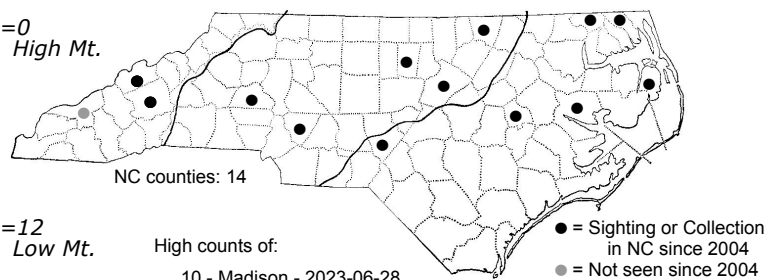 =0
High Mt.
NC counties: 14
=12
Low Mt.
High counts of:
10 - Madison - 2023-06-28
● = Sighting or Collection
in NC since 2004
● = Not seen since 2004